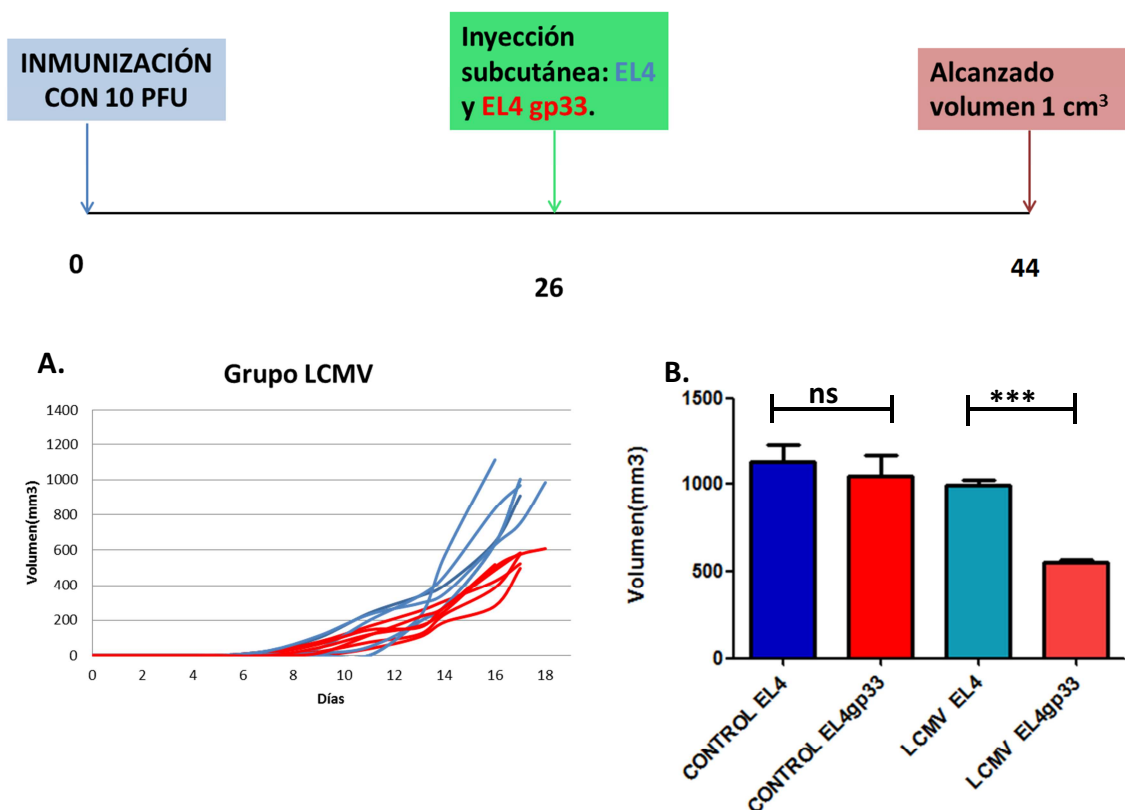 INMUNIZACIÓN
CON 10 PFU
Inyección
subcutánea: EL4
y EL4 gp33.
Alcanzado
volumen 1 cm³
0
26
44
A.
Grupo LCMV
Volumen(mm3)
1400
1200
1000
800
600
400
200
0
0 2 4 6 8 10 12 14 16 18
Días
B.
ns
***
Volumen(mm3)
1500
1000
500
0
CONTROL EL4
CONTROL EL4gp33
LCMV EL4
LCMV EL4gp33